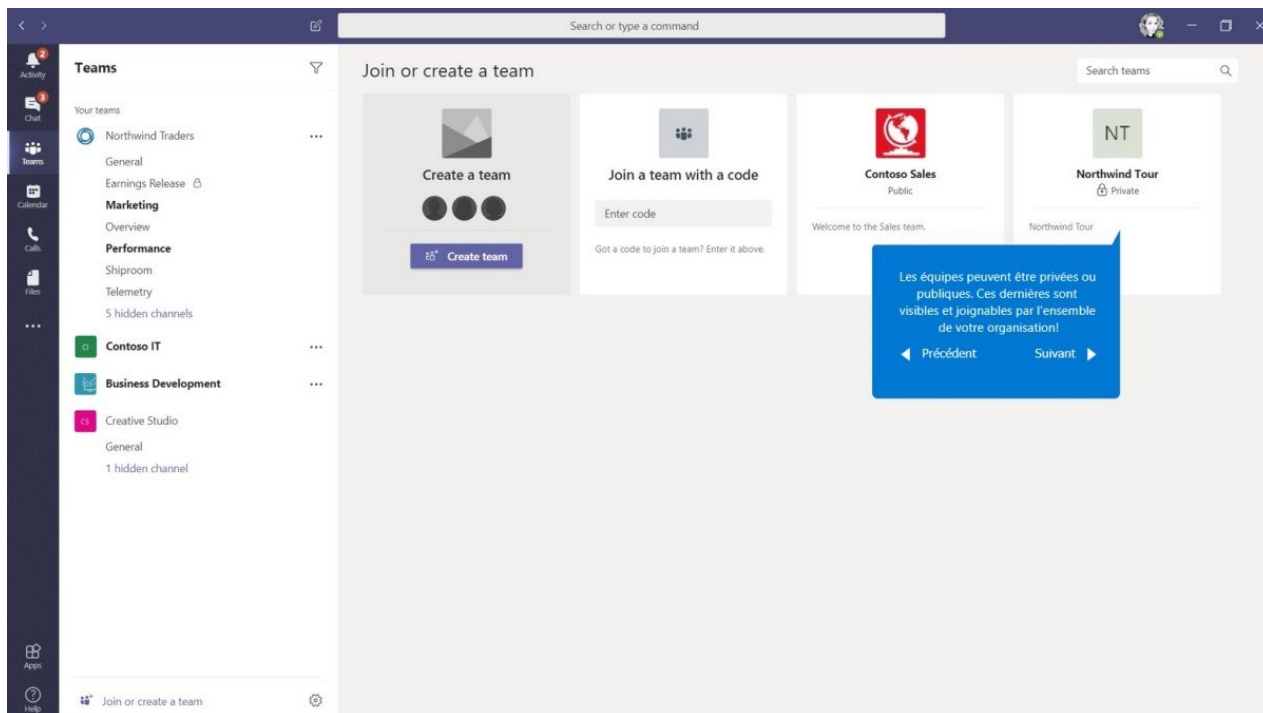 Search or type a command
2
Activity
3
Chat
Teams
Calendar
Calls
Files
Apps
Help
Teams
Your teams
Northwind Traders
General
Earnings Release
Marketing
Overview
Performance
Shiproom
Telemetry
5 hidden channels
CI
Contoso IT
Business Development
CS
Creative Studio
General
1 hidden channel
Join or create a team
Join or create a team
Search teams
Create a team
Create team
Join a team with a code
Enter code
Got a code to join a team? Enter it above.
Contoso Sales
Public
Welcome to the Sales team.
NT
Northwind Tour
Private
Northwind Tour
Les équipes peuvent être privées ou
publiques. Ces dernières sont
visibles et joignables par l'ensemble
de votre organisation!
Précédent Suivant